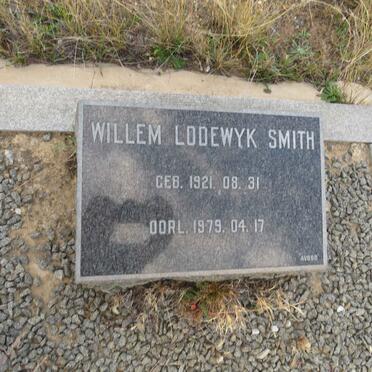 WILLEM LODEWYK SMITH
GEB. 1921. 08. 31
OORL. 1979. 04. 17